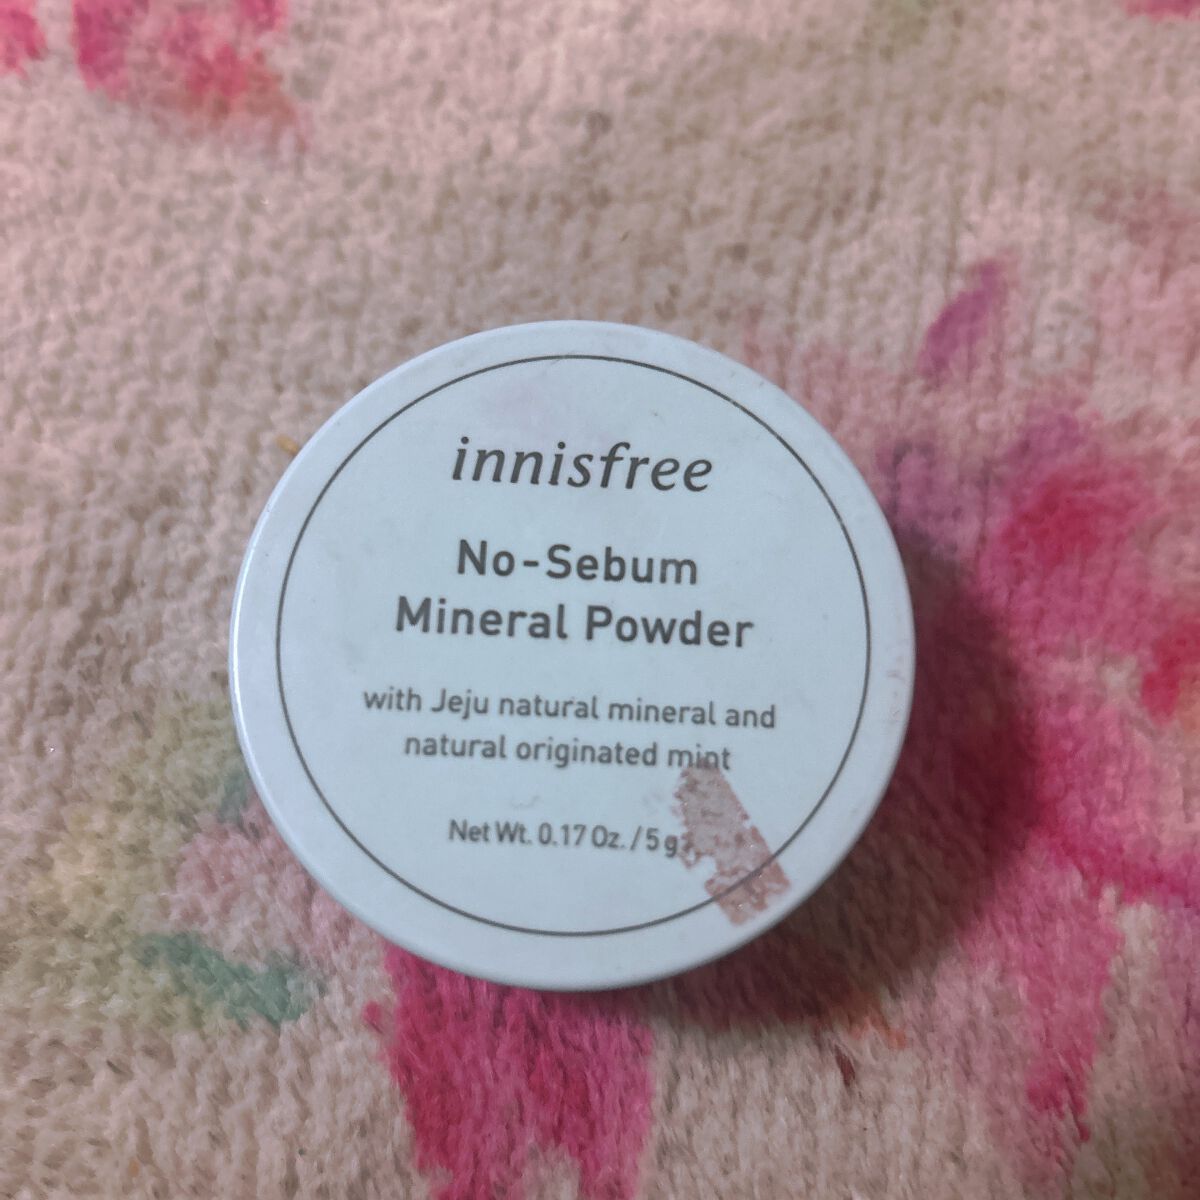 innisfree
No-Sebum
Mineral Powder
with Jeju natural mineral and
natural originated mint
Net Wt. 0.17 Oz. / 5 g